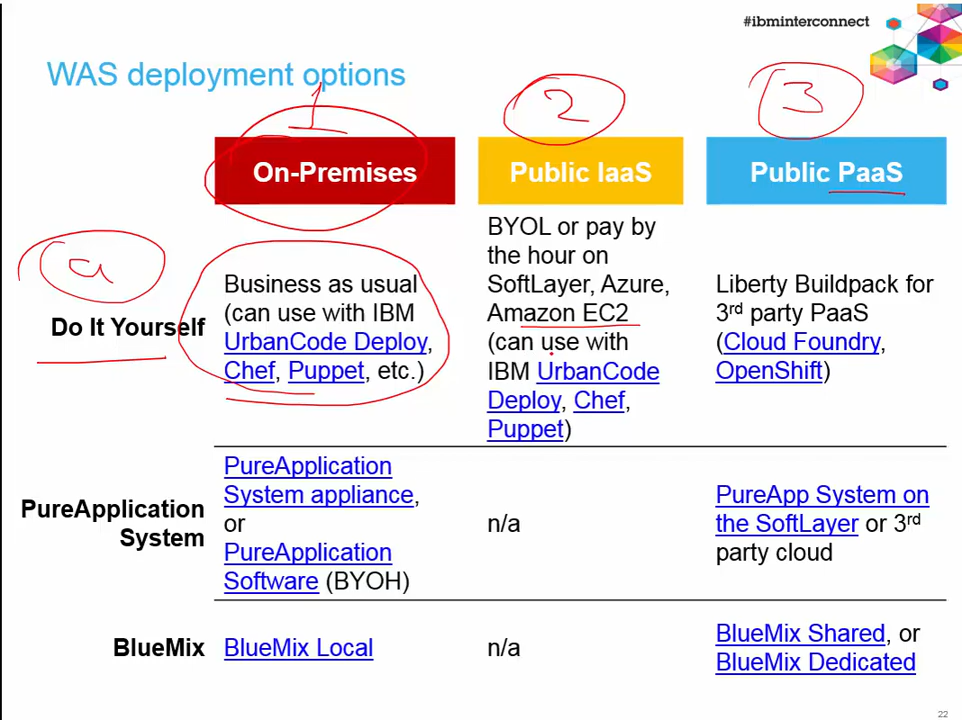 #ibminterconnect
WAS deployment options
1
2
3
On-Premises
Public IaaS
Public PaaS
a
Do It Yourself
Business as usual
(can use with IBM
UrbanCode Deploy,
Chef, Puppet, etc.)
BYOL or pay by
the hour on
SoftLayer, Azure,
Amazon EC2
(can use with
IBM UrbanCode
Deploy, Chef,
Puppet)
Liberty Buildpack for
3rd party PaaS
(Cloud Foundry,
OpenShift)
PureApplication
System
PureApplication
System appliance,
or
PureApplication
Software (BYOH)
n/a
PureApp System on
the SoftLayer or 3rd
party cloud
BlueMix
BlueMix Local
n/a
BlueMix Shared, or
BlueMix Dedicated
22